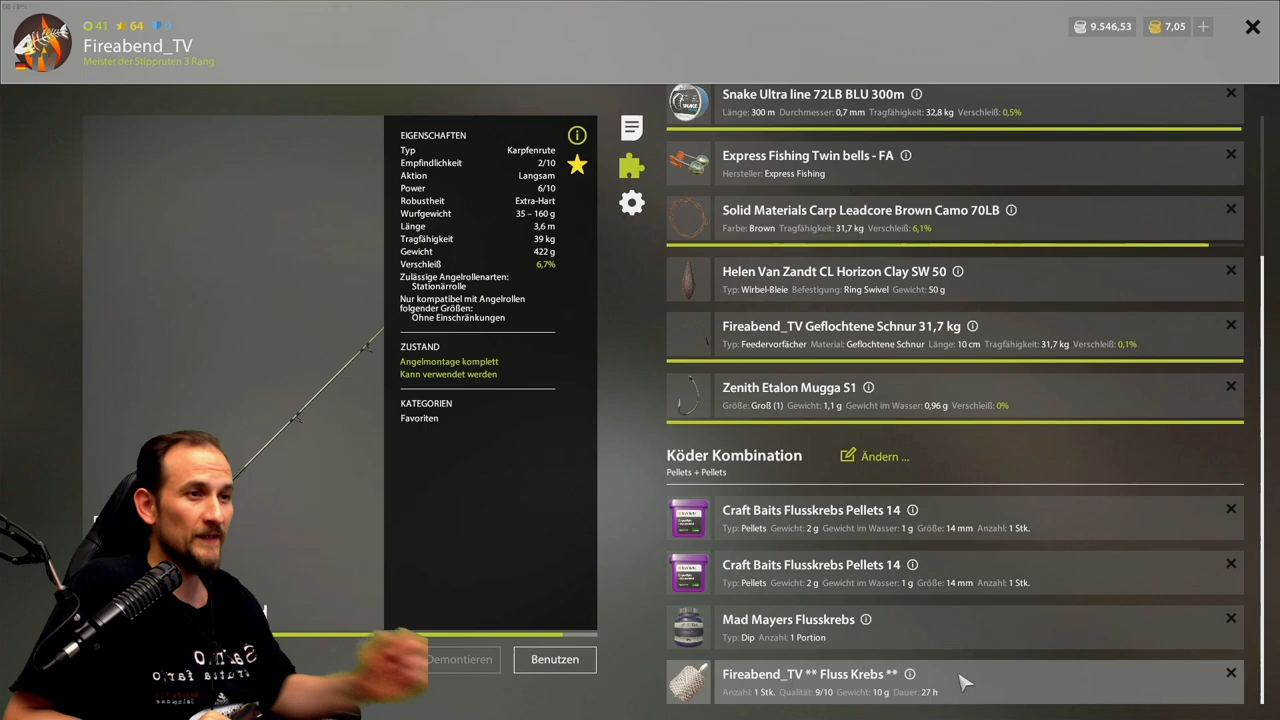 41 64 0
Fireabend_TV
Meister der Stippruten 3 Rang
9.546,53 7,05
EIGENSCHAFTEN
Typ Karpfenrute
Empfindlichkeit 2/10
Aktion Langsam
Power 6/10
Robustheit Extra-Hart
Wurfgewicht 35 – 160 g
Länge 3,6 m
Tragfähigkeit 39 kg
Gewicht 422 g
Verschleiß 6,7%
Zulässige Angelrollenarten:
Stationärrolle
Nur kompatibel mit Angelrollen
folgender Größen:
Ohne Einschränkungen
ZUSTAND
Angelmontage komplett
Kann verwendet werden
KATEGORIEN
Favoriten
Demontieren
Benutzen
Snake Ultra line 72LB BLU 300m
Länge: 300 m Durchmesser: 0,7 mm Tragfähigkeit: 32,8 kg Verschleiß: 0,5%
Express Fishing Twin bells - FA
Hersteller: Express Fishing
Solid Materials Carp Leadcore Brown Camo 70LB
Farbe: Brown Tragfähigkeit: 31,7 kg Verschleiß: 6,1%
Helen Van Zandt CL Horizon Clay SW 50
Typ: Wirbel-Bleie Befestigung: Ring Swivel Gewicht: 50 g
Fireabend_TV Geflochtene Schnur 31,7 kg
Typ: Feedervorfächer Material: Geflochtene Schnur Länge: 10 cm Tragfähigkeit: 31,7 kg Verschleiß: 0,1%
Zenith Etalon Mugga S1
Größe: Groß (1) Gewicht: 1,1 g Gewicht im Wasser: 0,96 g Verschleiß: 0%
Köder Kombination Ändern ...
Pellets + Pellets
Craft Baits Flusskrebs Pellets 14
Typ: Pellets Gewicht: 2 g Gewicht im Wasser: 1 g Größe: 14 mm Anzahl: 1 Stk.
Craft Baits Flusskrebs Pellets 14
Typ: Pellets Gewicht: 2 g Gewicht im Wasser: 1 g Größe: 14 mm Anzahl: 1 Stk.
Mad Mayers Flusskrebs
Typ: Dip Anzahl: 1 Portion
Fireabend_TV ** Fluss Krebs **
Anzahl: 1 Stk. Qualität: 9/10 Gewicht: 10 g Dauer: 27 h